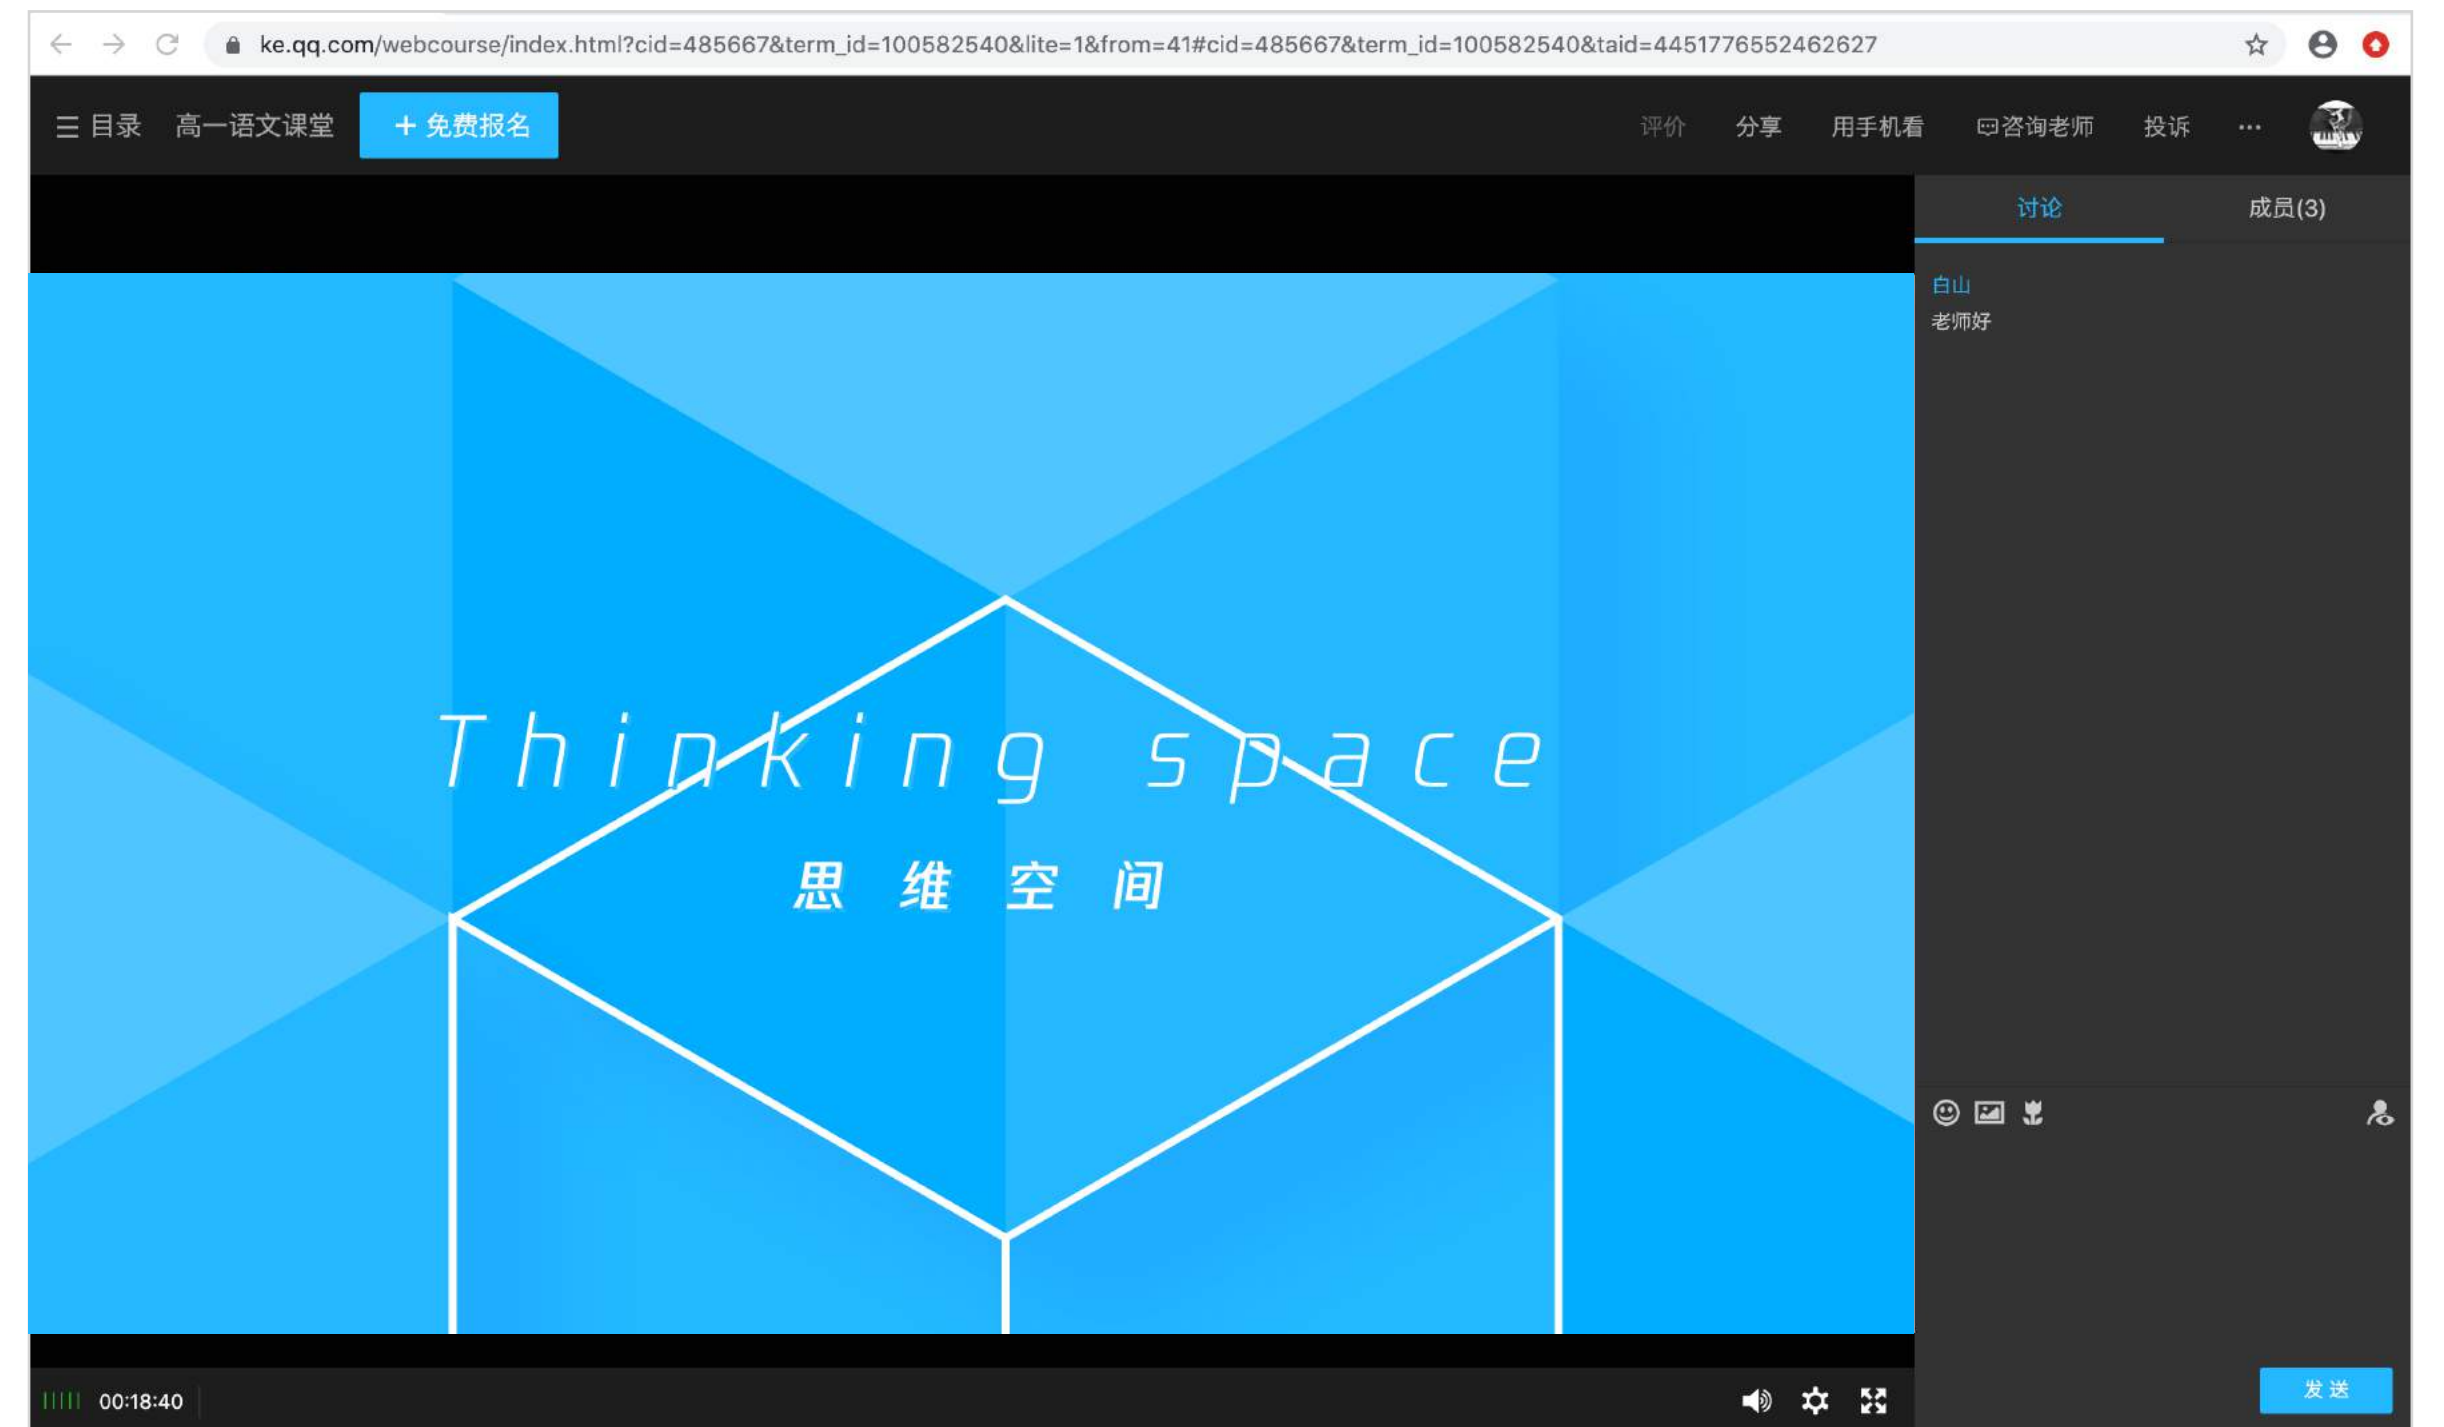 ke.qq.com/webcourse/index.html?cid=485667&term_id=100582540&lite=1&from=41#cid=485667&term_id=100582540&taid=4451776552462627
目录 高一语文课堂 + 免费报名 评价 分享 用手机看 咨询老师 投诉 ···
讨论 成员(3)
白山
老师好
Thinking space
思维空间
00:18:40
发送